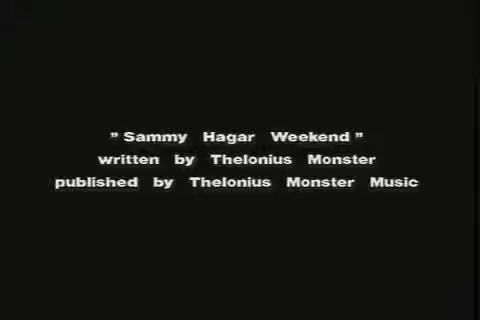 " Sammy Hagar Weekend "
written by Thelonius Monster
published by Thelonius Monster Music